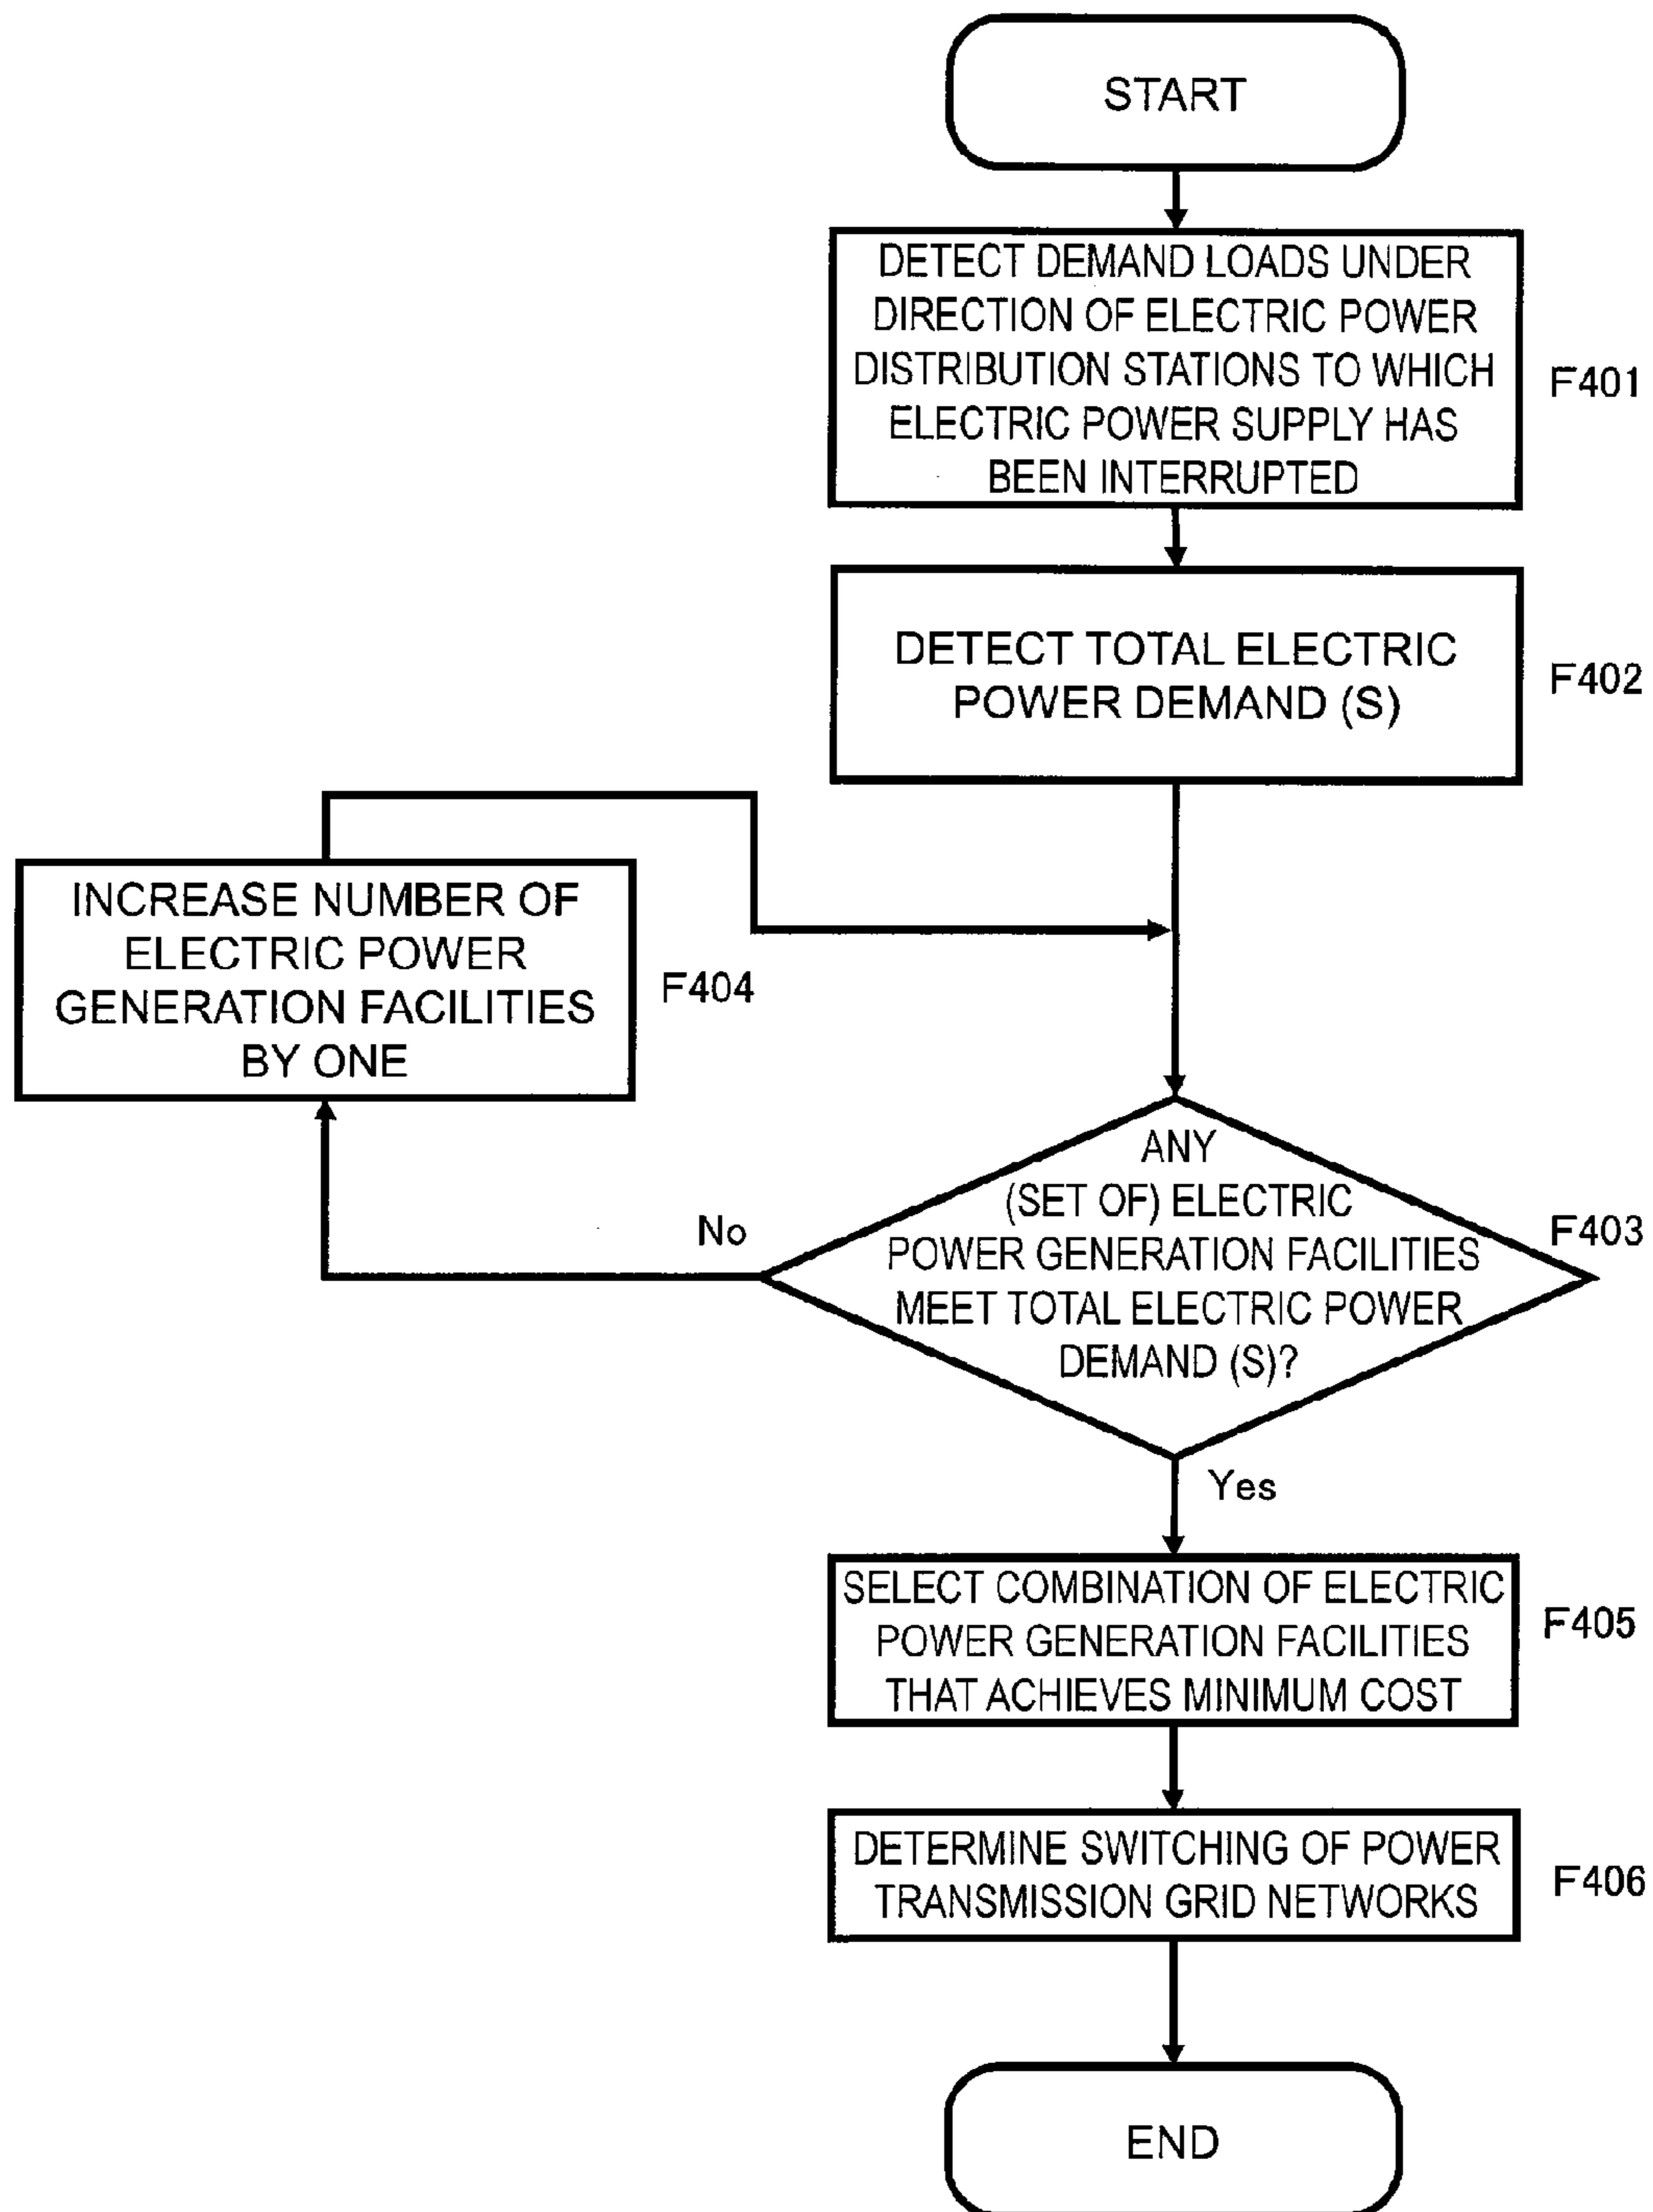 START
DETECT DEMAND LOADS UNDER
DIRECTION OF ELECTRIC POWER
DISTRIBUTION STATIONS TO WHICH
ELECTRIC POWER SUPPLY HAS
BEEN INTERRUPTED
F401
DETECT TOTAL ELECTRIC
POWER DEMAND (S)
F402
INCREASE NUMBER OF
ELECTRIC POWER
GENERATION FACILITIES
BY ONE
F404
ANY
(SET OF) ELECTRIC
POWER GENERATION FACILITIES
MEET TOTAL ELECTRIC POWER
DEMAND (S)?
F403
No
Yes
SELECT COMBINATION OF ELECTRIC
POWER GENERATION FACILITIES
THAT ACHIEVES MINIMUM COST
F405
DETERMINE SWITCHING OF POWER
TRANSMISSION GRID NETWORKS
F406
END